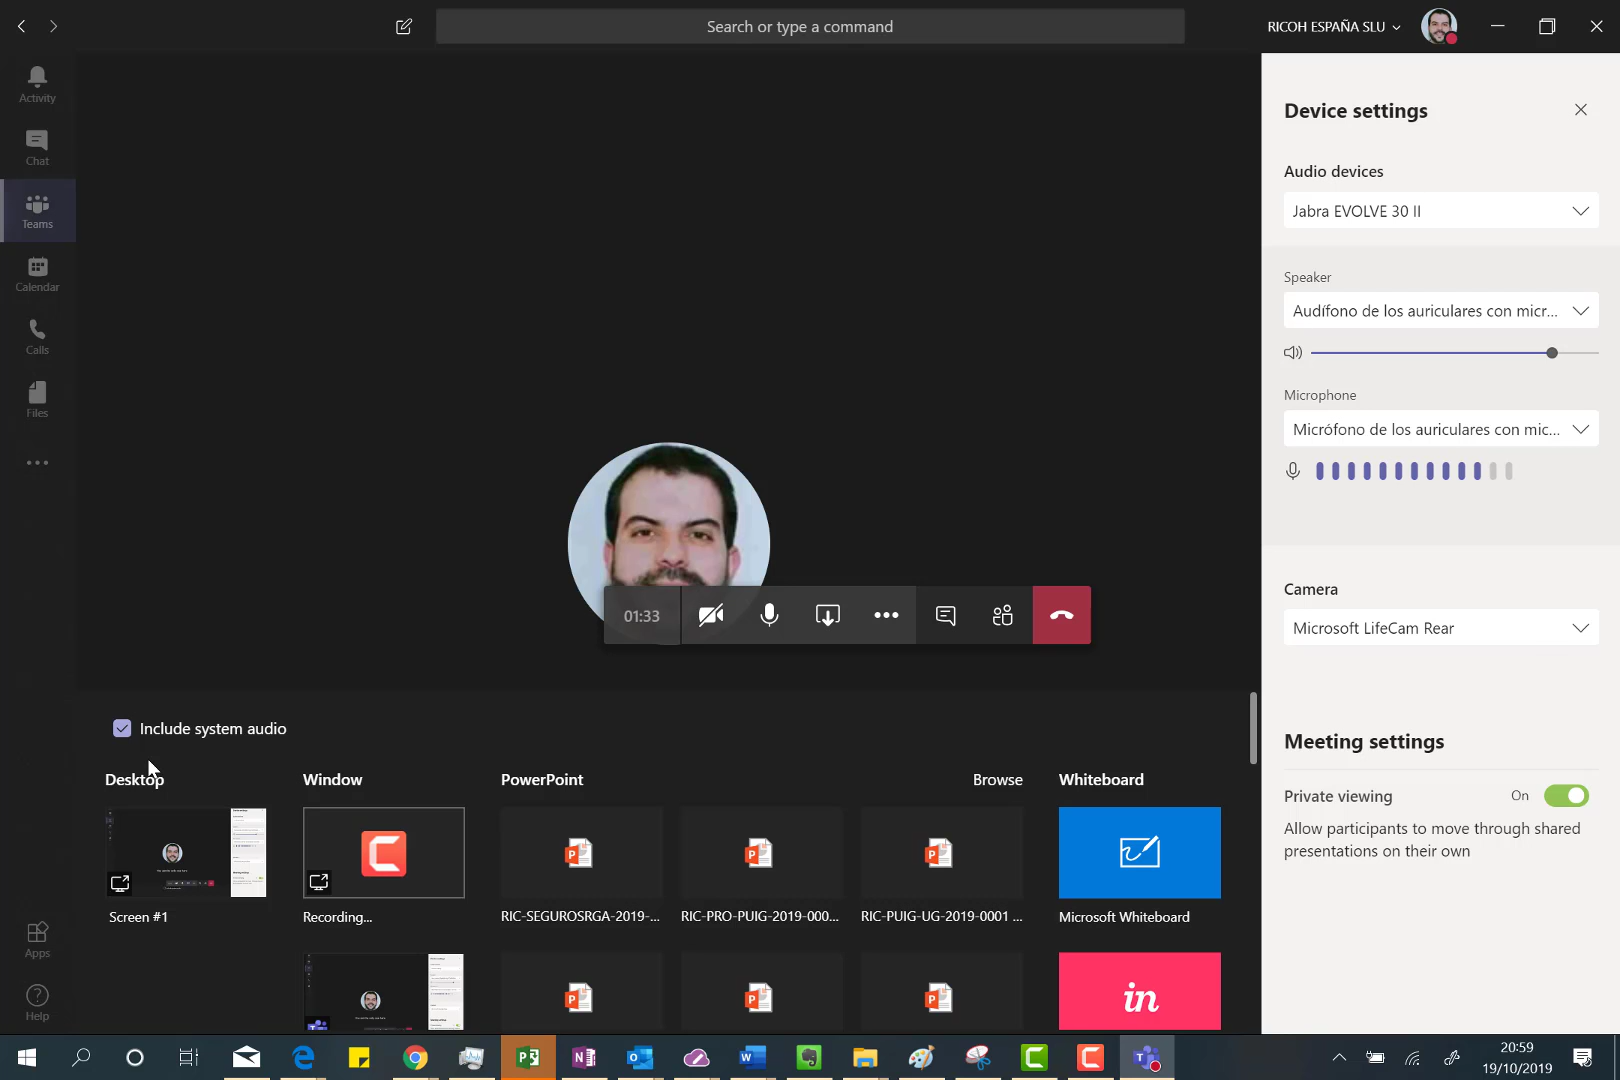 Search or type a command
RICOH ESPAÑA SLU
Activity
Chat
Teams
Calendar
Calls
Files
Apps
Help
01:33
Include system audio
Desktop
Window
PowerPoint
Browse
Whiteboard
Screen #1
Recording...
RIC-SEGUROSRGA-2019-...
RIC-PRO-PUIG-2019-000...
RIC-PUIG-UG-2019-0001 ...
Microsoft Whiteboard
in
Device settings
Audio devices
Jabra EVOLVE 30 II
Speaker
Audífono de los auriculares con micr...
Microphone
Micrófono de los auriculares con mic...
Camera
Microsoft LifeCam Rear
Meeting settings
Private viewing
On
Allow participants to move through shared
presentations on their own
20:59
19/10/2019